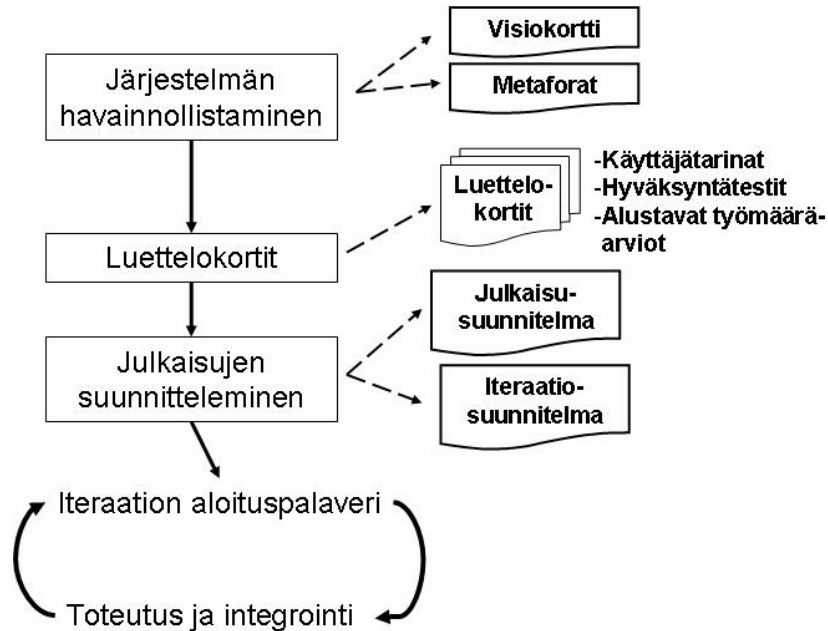 Visiokortti
Järjestelmän
havainnollistaminen
Metaforat
Luettelo-
kortit
-Käyttäjätarinat
-Hyväksyntätestit
-Alustavat työmäärä-
arviot
Luettelokortit
Julkaisu-
suunnitelma
Julkaisujen
suunnitteleminen
Iteraatio-
suunnitelma
Iteraation aloituspalaveri
Toteutus ja integrointi